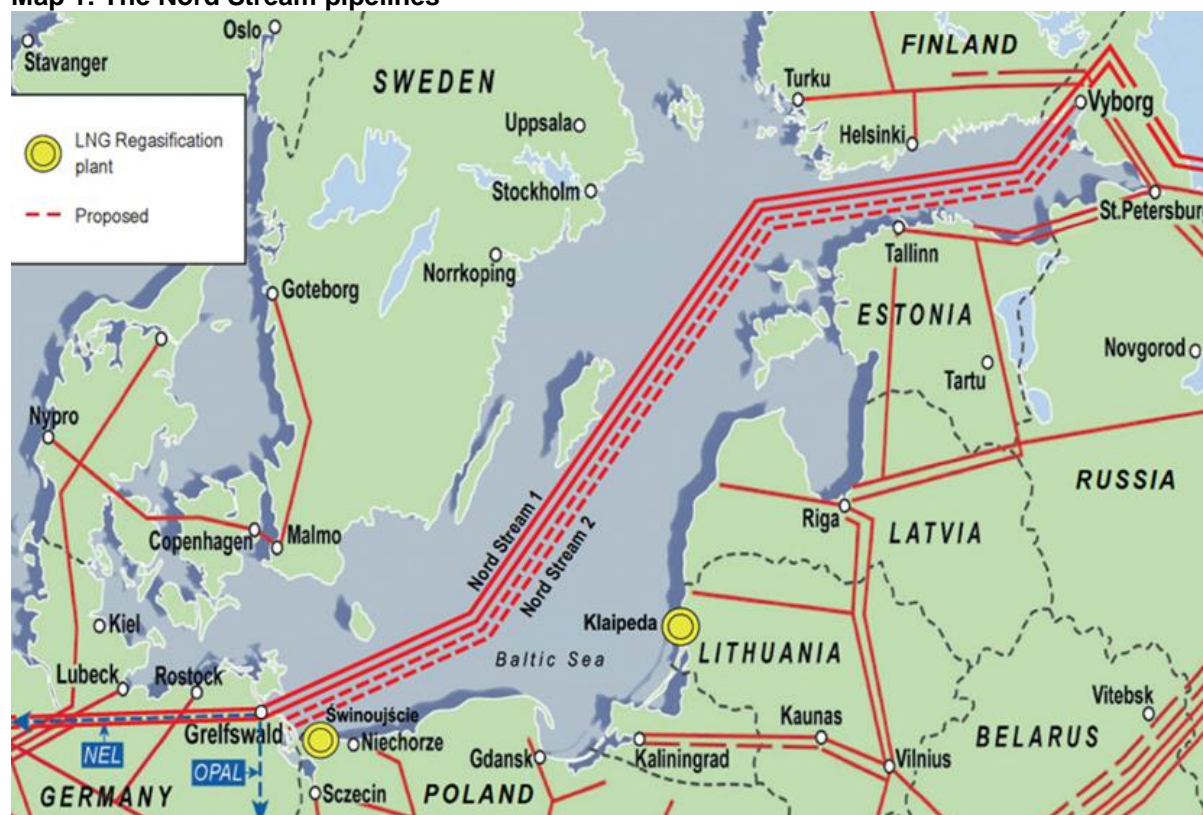 Map 1: The Nord Stream pipelines
Oslo
Stavanger
SWEDEN
FINLAND
Turku
Vyborg
LNG Regasification
plant
Uppsala
Helsinki
Proposed
Stockholm
St.Petersburg
Tallinn
Norrkoping
Goteborg
ESTONIA
Novgorod
Tartu
Nypro
RUSSIA
Nord Stream 1
Nord Stream 2
Riga
Copenhagen
Malmo
LATVIA
Kiel
Klaipeda
Baltic Sea
LITHUANIA
Lubeck
Rostock
Vitebsk
Świnoujście
Kaunas
Grelfswald
Niechorze
BELARUS
NEL
Gdansk
Kaliningrad
Vilnius
OPAL
GERMANY
Sczecin
POLAND